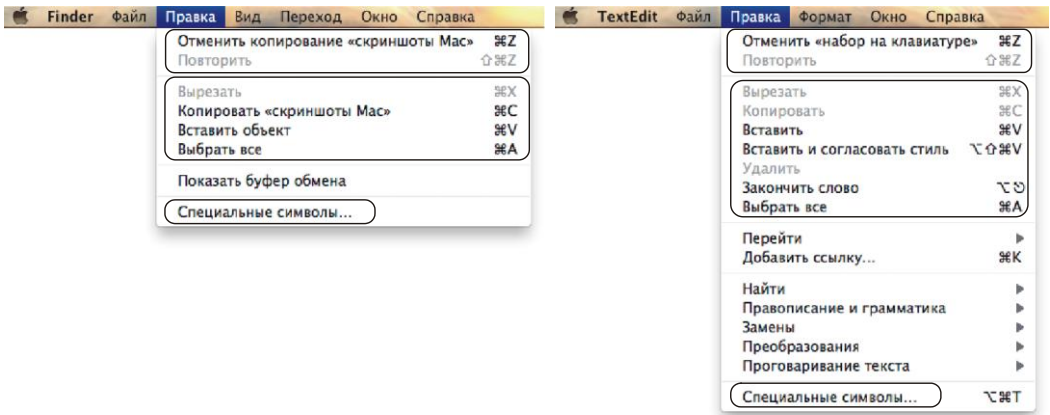 Finder Файл Правка Вид Переход Окно Справка
Отменить копирование «скриншоты Mac» ⌘Z
Повторить ⇧⌘Z
Вырезать ⌘X
Копировать «скриншоты Mac» ⌘C
Вставить объект ⌘V
Выбрать все ⌘A
Показать буфер обмена
Специальные символы...
TextEdit Файл Правка Формат Окно Справка
Отменить «набор на клавиатуре» ⌘Z
Повторить ⇧⌘Z
Вырезать ⌘X
Копировать ⌘C
Вставить ⌘V
Вставить и согласовать стиль ⌥⇧⌘V
Удалить
Закончить слово ⌥⎋
Выбрать все ⌘A
Перейти ▶
Добавить ссылку... ⌘K
Найти ▶
Правописание и грамматика ▶
Замены ▶
Преобразования ▶
Проговаривание текста ▶
Специальные символы... ⌥⌘T